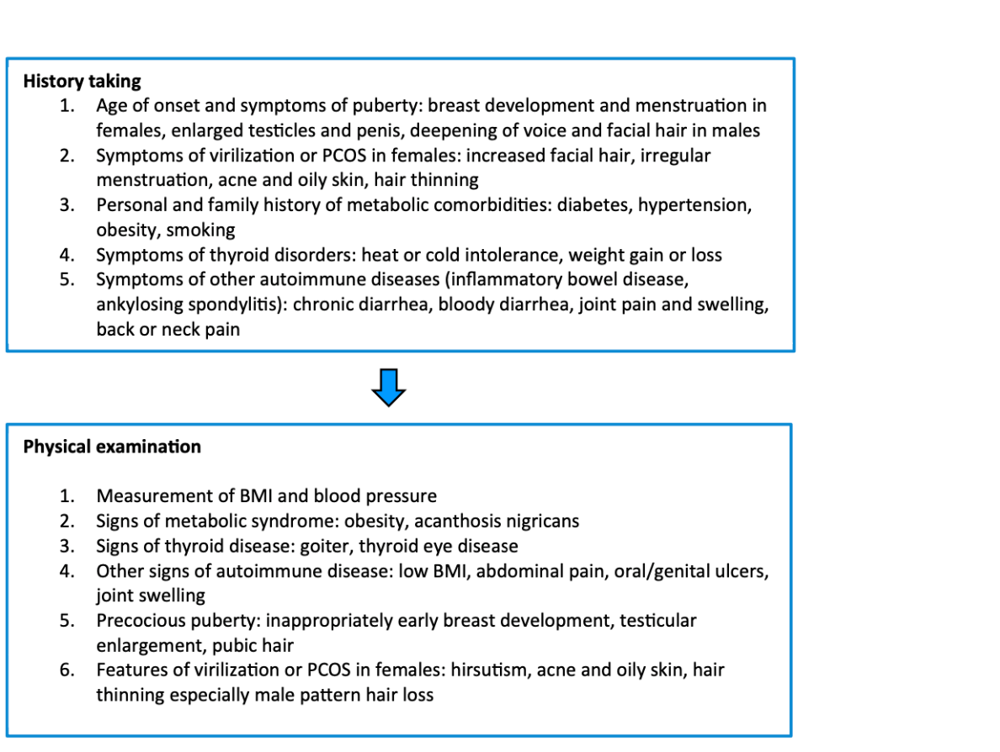 History taking
1. Age of onset and symptoms of puberty: breast development and menstruation in
females, enlarged testicles and penis, deepening of voice and facial hair in males
2. Symptoms of virilization or PCOS in females: increased facial hair, irregular
menstruation, acne and oily skin, hair thinning
3. Personal and family history of metabolic comorbidities: diabetes, hypertension,
obesity, smoking
4. Symptoms of thyroid disorders: heat or cold intolerance, weight gain or loss
5. Symptoms of other autoimmune diseases (inflammatory bowel disease,
ankylosing spondylitis): chronic diarrhea, bloody diarrhea, joint pain and swelling,
back or neck pain
Physical examination
1. Measurement of BMI and blood pressure
2. Signs of metabolic syndrome: obesity, acanthosis nigricans
3. Signs of thyroid disease: goiter, thyroid eye disease
4. Other signs of autoimmune disease: low BMI, abdominal pain, oral/genital ulcers,
joint swelling
5. Precocious puberty: inappropriately early breast development, testicular
enlargement, pubic hair
6. Features of virilization or PCOS in females: hirsutism, acne and oily skin, hair
thinning especially male pattern hair loss